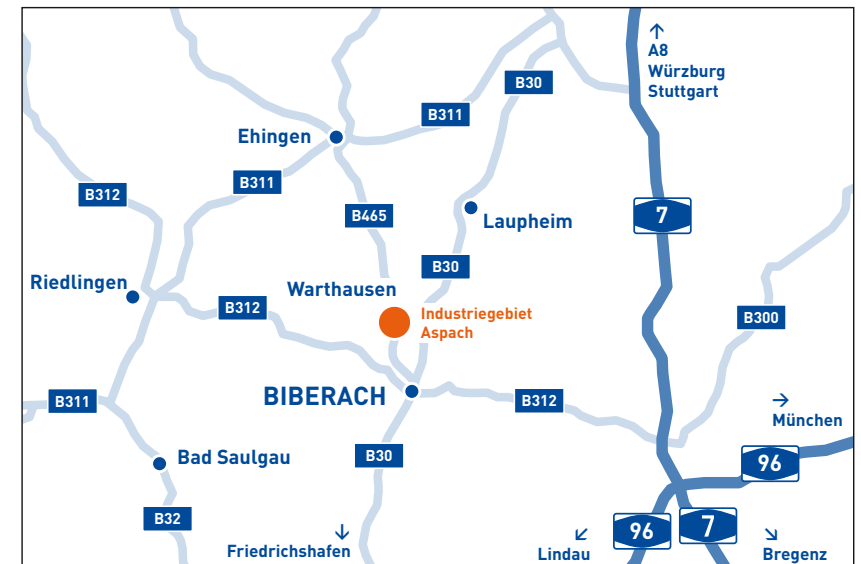 A8
Würzburg
Stuttgart
B30
B311
Ehingen
B311
B312
B465
7
Laupheim
B30
Riedlingen
Warthausen
B312
Industriegebiet
Aspach
B300
BIBERACH
B311
B312
München
Bad Saulgau
B30
96
B32
96
7
Friedrichshafen
Lindau
Bregenz